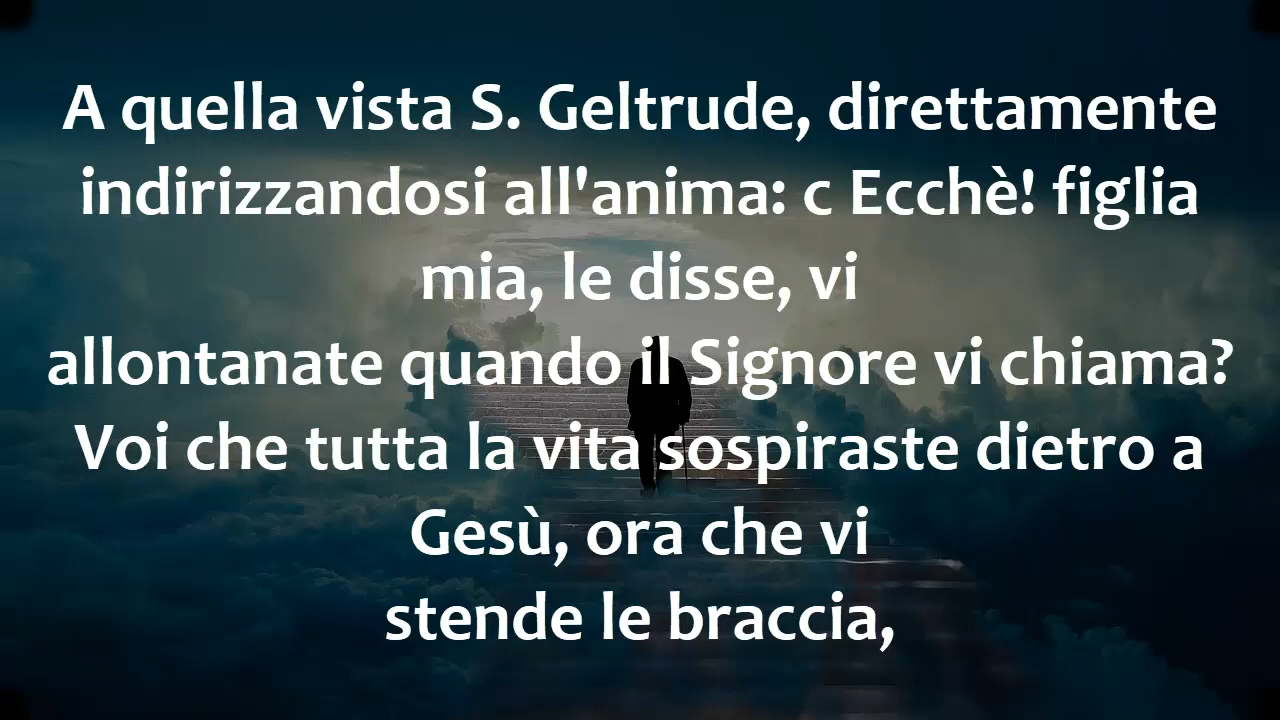 A quella vista S. Geltrude, direttamente
indirizzandosi all'anima: c Ecchè! figlia
mia, le disse, vi
allontanate quando il Signore vi chiama?
Voi che tutta la vita sospiraste dietro a
Gesù, ora che vi
stende le braccia,